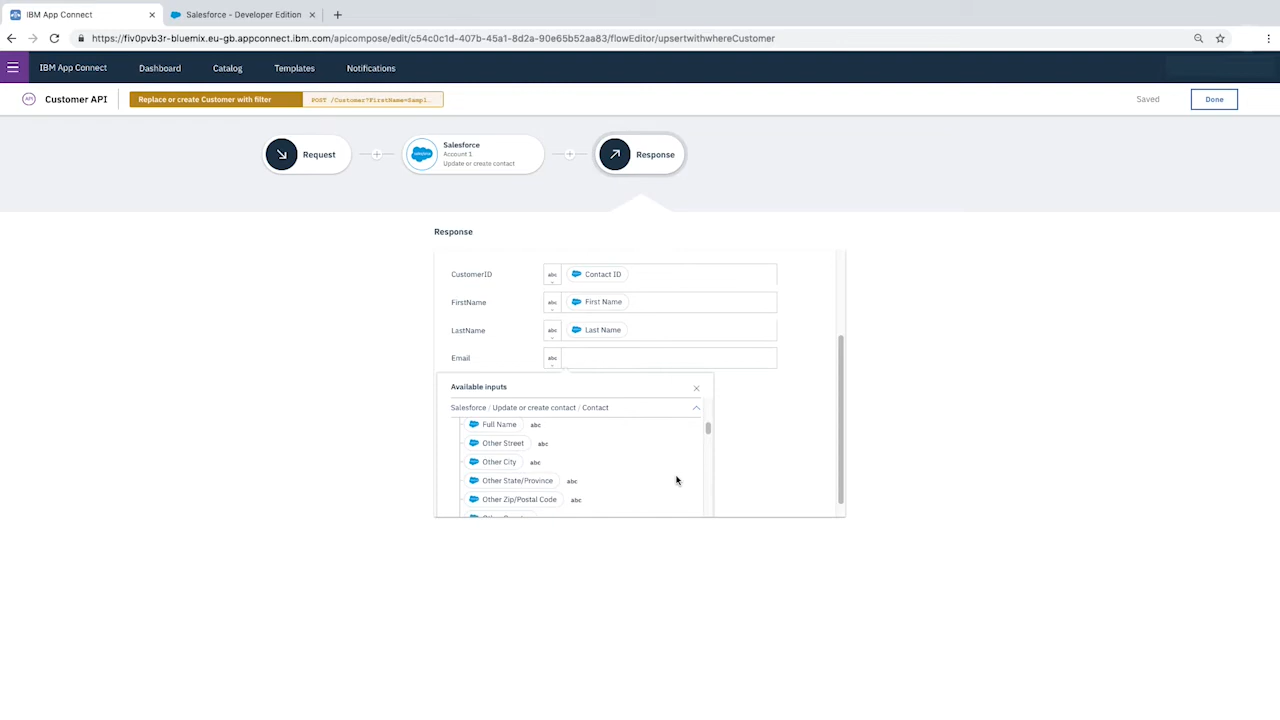 IBM App Connect
Salesforce - Developer Edition
https://fiv0pvb3r-bluemix.eu-gb.appconnect.ibm.com/apicompose/edit/c54c0c1d-407b-45a1-8d2a-90e65b52aa83/flowEditor/upsertwithwhereCustomer
IBM App Connect Dashboard Catalog Templates Notifications
API Customer API Replace or create Customer with filter POST /Customer?FirstName=Sampl… Saved Done
Request
salesforce
Salesforce
Account 1
Update or create contact
Response
Response
CustomerID abc Contact ID
FirstName abc First Name
LastName abc Last Name
Email abc
Available inputs
Salesforce / Update or create contact / Contact
Full Name abc
Other Street abc
Other City abc
Other State/Province abc
Other Zip/Postal Code abc